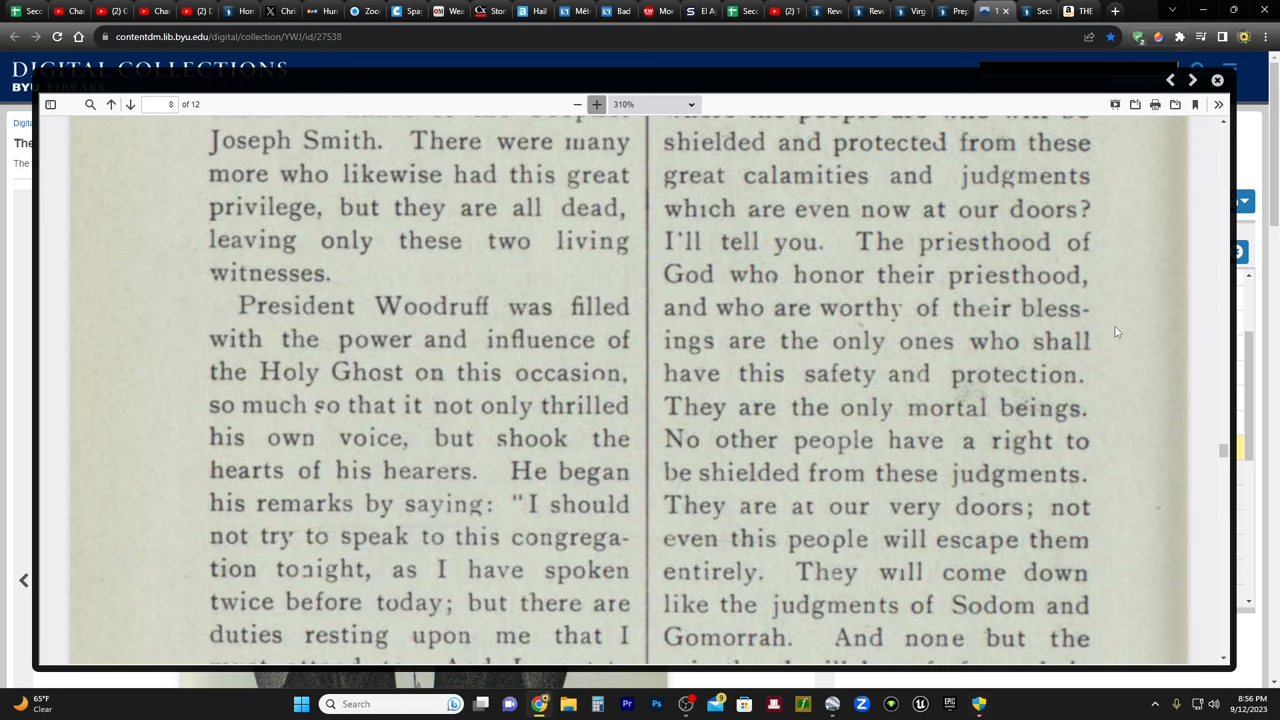 contentdm.lib.byu.edu/digital/collection/YWJ/id/27538
DIGITAL COLLECTIONS
BYU
8 of 12
310%
Joseph Smith. There were many
more who likewise had this great
privilege, but they are all dead,
leaving only these two living
witnesses.
President Woodruff was filled
with the power and influence of
the Holy Ghost on this occasion,
so much so that it not only thrilled
his own voice, but shook the
hearts of his hearers. He began
his remarks by saying: "I should
not try to speak to this congrega-
tion tonight, as I have spoken
twice before today; but there are
duties resting upon me that I
shielded and protected from these
great calamities and judgments
which are even now at our doors?
I'll tell you. The priesthood of
God who honor their priesthood,
and who are worthy of their bless-
ings are the only ones who shall
have this safety and protection.
They are the only mortal beings.
No other people have a right to
be shielded from these judgments.
They are at our very doors; not
even this people will escape them
entirely. They will come down
like the judgments of Sodom and
Gomorrah. And none but the
65°F
Clear
Search
8:56 PM
9/12/2023